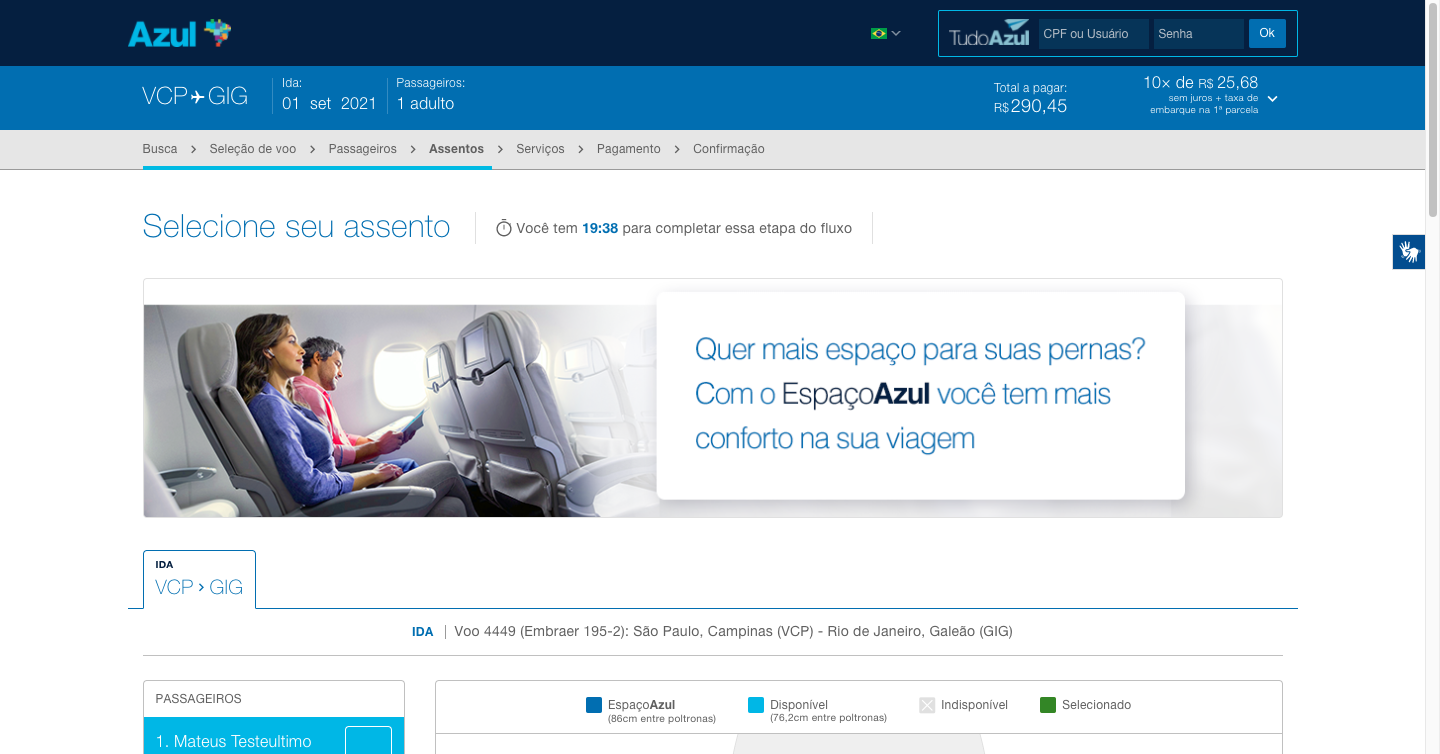 Azul
TudoAzul
CPF ou Usuário
Senha
Ok
VCP GIG
Ida:
01 set 2021
Passageiros:
1 adulto
Total a pagar:
R$ 290,45
10x de R$ 25,68
sem juros + taxa de
embarque na 1ª parcela
Busca > Seleção de voo > Passageiros > Assentos > Serviços > Pagamento > Confirmação
Selecione seu assento
Você tem 19:38 para completar essa etapa do fluxo
Quer mais espaço para suas pernas?
Com o EspaçoAzul você tem mais
conforto na sua viagem
IDA
VCP > GIG
IDA | Voo 4449 (Embraer 195-2): São Paulo, Campinas (VCP) - Rio de Janeiro, Galeão (GIG)
PASSAGEIROS
1. Mateus Testeultimo
EspaçoAzul
(86cm entre poltronas)
Disponível
(76,2cm entre poltronas)
Indisponível
Selecionado